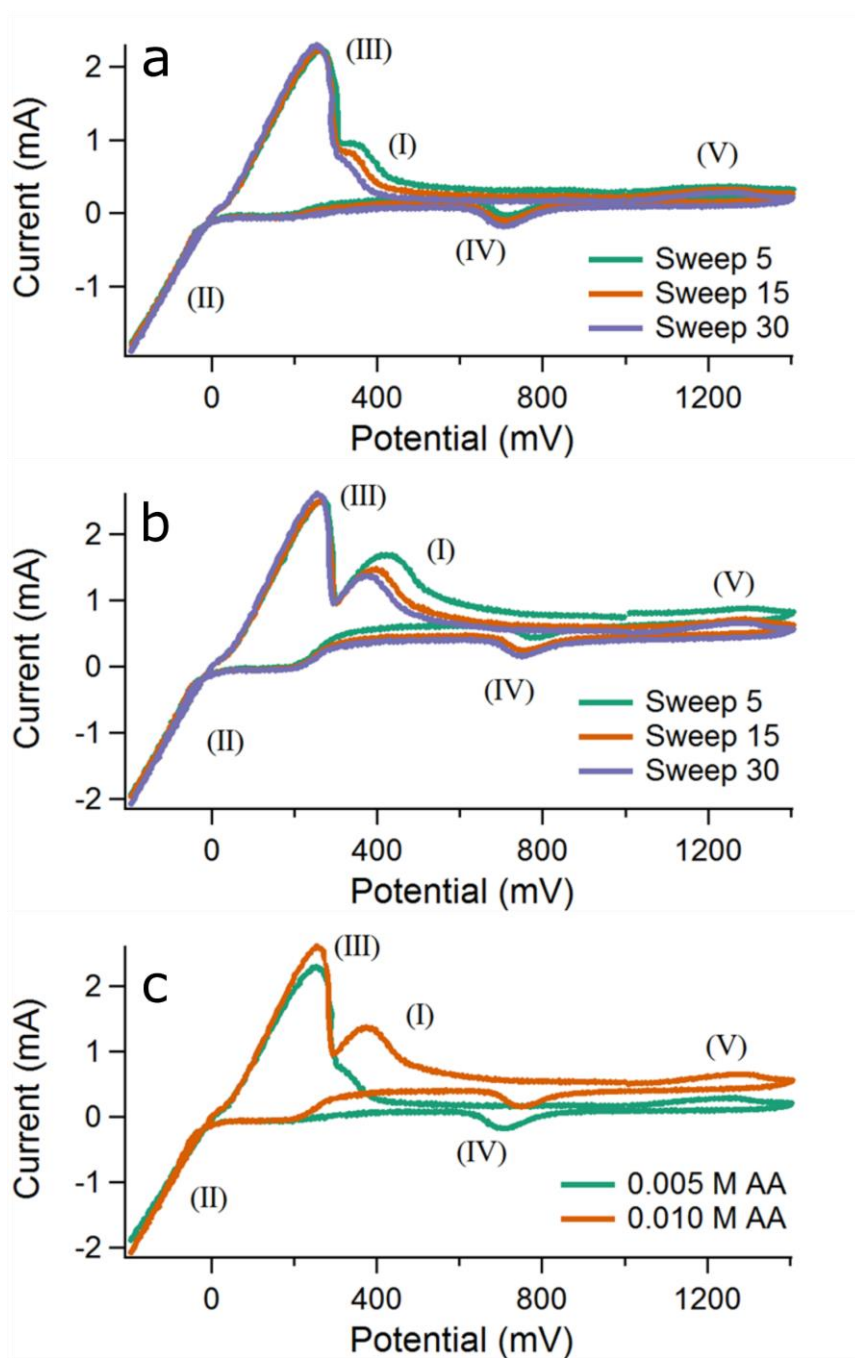 a
(III)
(I)
(V)
(IV)
(II)
2
1
0
-1
Current (mA)
Sweep 5
Sweep 15
Sweep 30
0
400
800
1200
Potential (mV)
b
(III)
(I)
(V)
(IV)
(II)
2
1
0
-1
-2
Current (mA)
Sweep 5
Sweep 15
Sweep 30
0
400
800
1200
Potential (mV)
c
(III)
(I)
(V)
(IV)
(II)
2
1
0
-1
-2
Current (mA)
0.005 M AA
0.010 M AA
0
400
800
1200
Potential (mV)